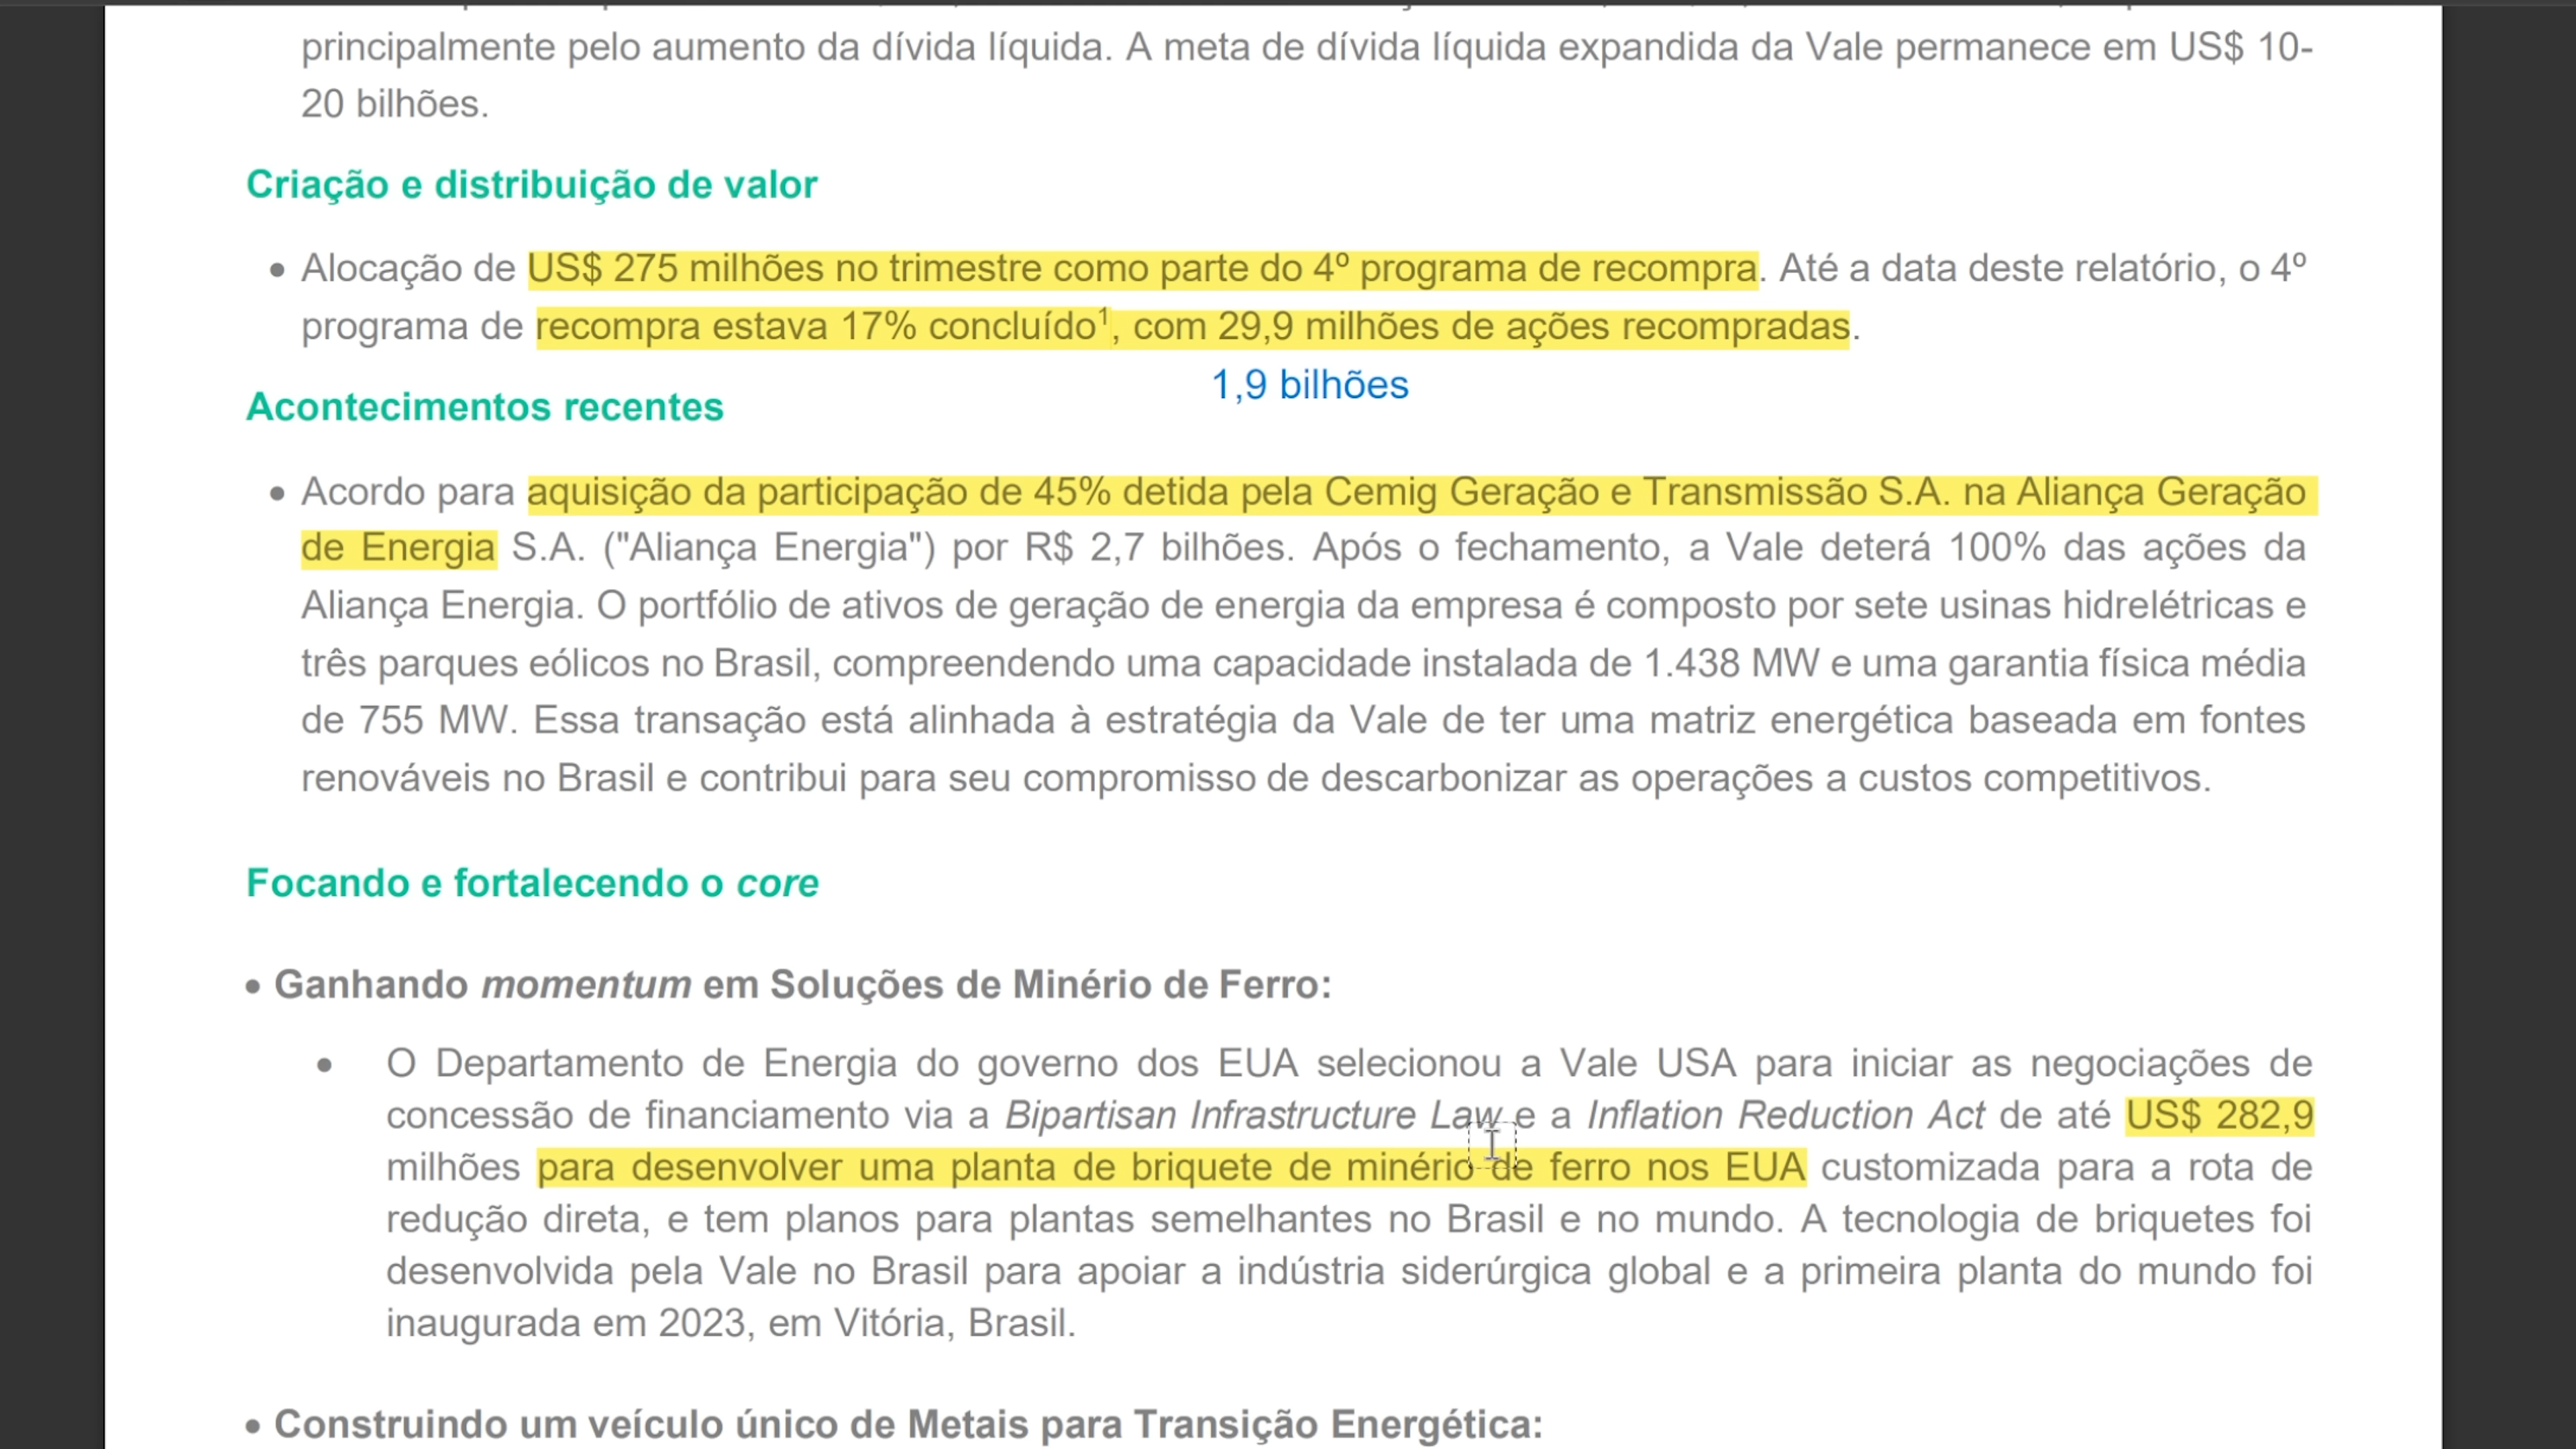 principalmente pelo aumento da dívida líquida. A meta de dívida líquida expandida da Vale permanece em US$ 10-
20 bilhões.
Criação e distribuição de valor
• Alocação de US$ 275 milhões no trimestre como parte do 4º programa de recompra. Até a data deste relatório, o 4º
programa de recompra estava 17% concluído¹, com 29,9 milhões de ações recompradas.
1,9 bilhões
Acontecimentos recentes
• Acordo para aquisição da participação de 45% detida pela Cemig Geração e Transmissão S.A. na Aliança Geração
de Energia S.A. ("Aliança Energia") por R$ 2,7 bilhões. Após o fechamento, a Vale deterá 100% das ações da
Aliança Energia. O portfólio de ativos de geração de energia da empresa é composto por sete usinas hidrelétricas e
três parques eólicos no Brasil, compreendendo uma capacidade instalada de 1.438 MW e uma garantia física média
de 755 MW. Essa transação está alinhada à estratégia da Vale de ter uma matriz energética baseada em fontes
renováveis no Brasil e contribui para seu compromisso de descarbonizar as operações a custos competitivos.
Focando e fortalecendo o core
• Ganhando momentum em Soluções de Minério de Ferro:
• O Departamento de Energia do governo dos EUA selecionou a Vale USA para iniciar as negociações de
concessão de financiamento via a Bipartisan Infrastructure Law e a Inflation Reduction Act de até US$ 282,9
milhões para desenvolver uma planta de briquete de minério de ferro nos EUA customizada para a rota de
redução direta, e tem planos para plantas semelhantes no Brasil e no mundo. A tecnologia de briquetes foi
desenvolvida pela Vale no Brasil para apoiar a indústria siderúrgica global e a primeira planta do mundo foi
inaugurada em 2023, em Vitória, Brasil.
• Construindo um veículo único de Metais para Transição Energética: